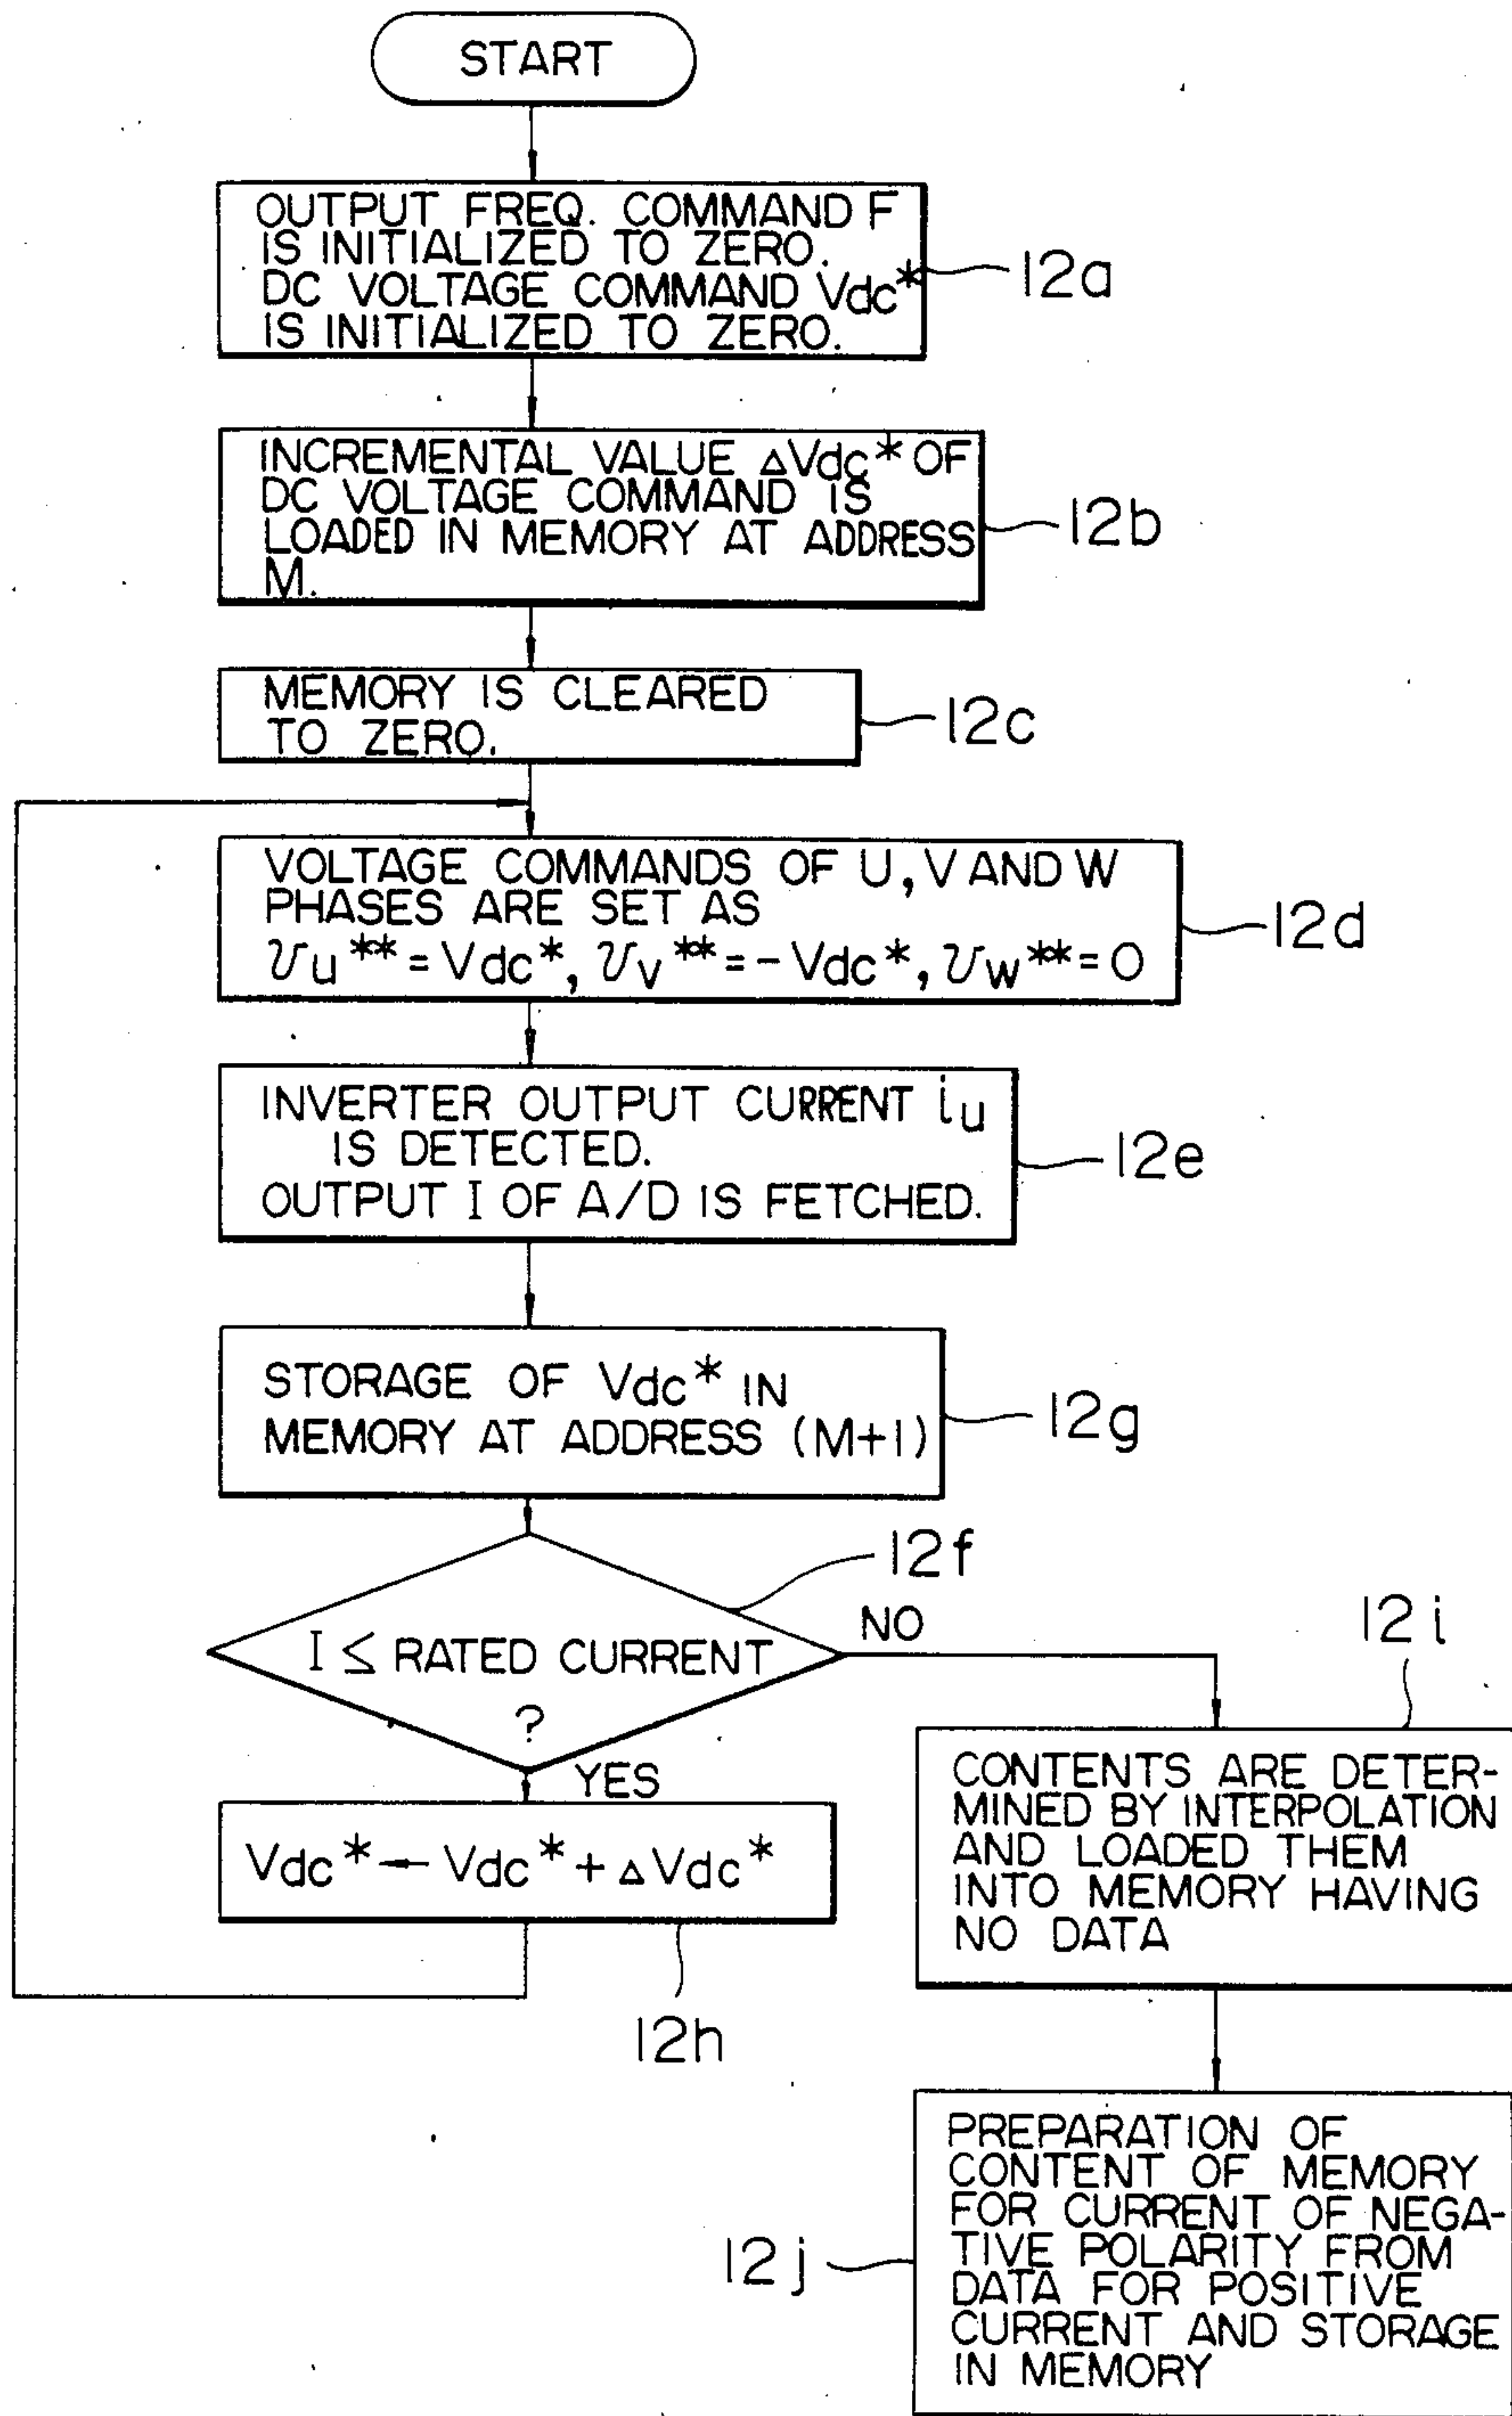 START
OUTPUT FREQ. COMMAND F
IS INITIALIZED TO ZERO.
DC VOLTAGE COMMAND Vdc*
IS INITIALIZED TO ZERO.
12a
INCREMENTAL VALUE ΔVdc* OF
DC VOLTAGE COMMAND IS
LOADED IN MEMORY AT ADDRESS
M.
12b
MEMORY IS CLEARED
TO ZERO.
12c
VOLTAGE COMMANDS OF U, V AND W
PHASES ARE SET AS
vu** = Vdc*, vv** = - Vdc*, vw** = 0
12d
INVERTER OUTPUT CURRENT iu
IS DETECTED.
OUTPUT I OF A/D IS FETCHED.
12e
STORAGE OF Vdc* IN
MEMORY AT ADDRESS (M+1)
12g
12f
I ≤ RATED CURRENT
?
NO
YES
Vdc* ← Vdc* + ΔVdc*
12h
12i
CONTENTS ARE DETER-
MINED BY INTERPOLATION
AND LOADED THEM
INTO MEMORY HAVING
NO DATA
12j
PREPARATION OF
CONTENT OF MEMORY
FOR CURRENT OF NEGA-
TIVE POLARITY FROM
DATA FOR POSITIVE
CURRENT AND STORAGE
IN MEMORY